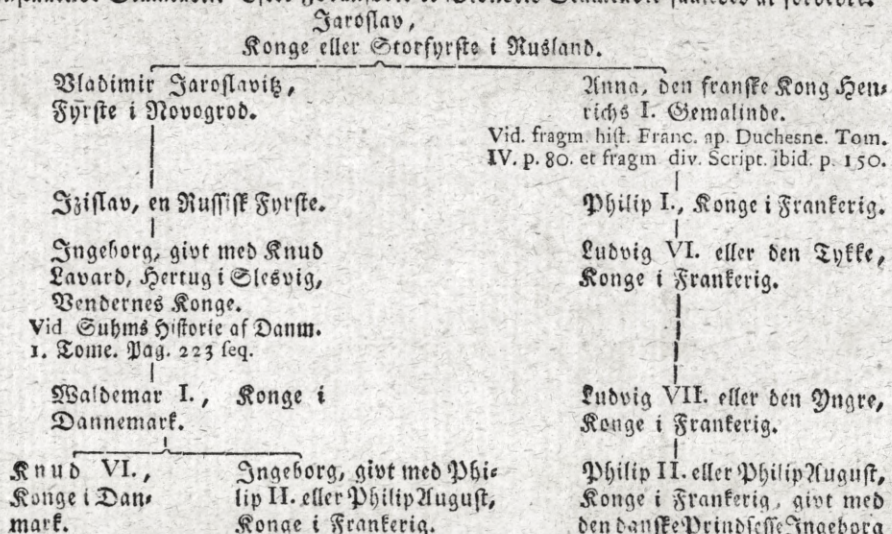 Jaroslav,
Konge eller Storfyrste i Rusland.
Vladimir Jaroslavitz,
Fyrste i Novogrod.
Anna, den franske Kong Hen-
richs I. Gemalinde.
Vid. fragm. hist. Franc. ap. Duchesne. Tom.
IV. p. 80. et fragm div. Script. ibid. p. 150.
Izislav, en Russisk Fyrste.
Philip I., Konge i Frankerig.
Ingeborg, givt med Knud
Lavard, Hertug i Slesvig,
Vendernes Konge.
Vid Suhms Historie af Danm.
1. Tome. Pag. 223 seq.
Ludvig VI. eller den Tykke,
Konge i Frankerig.
Waldemar I., Konge i
Dannemark.
Ludvig VII. eller den Yngre,
Konge i Frankerig.
Knud VI.,
Konge i Dan-
mark.
Ingeborg, givt med Phi-
lip II. eller Philip August,
Konge i Frankerig.
Philip II. eller Philip August,
Konge i Frankerig, givt med
den danske Prindsesse Ingeborg